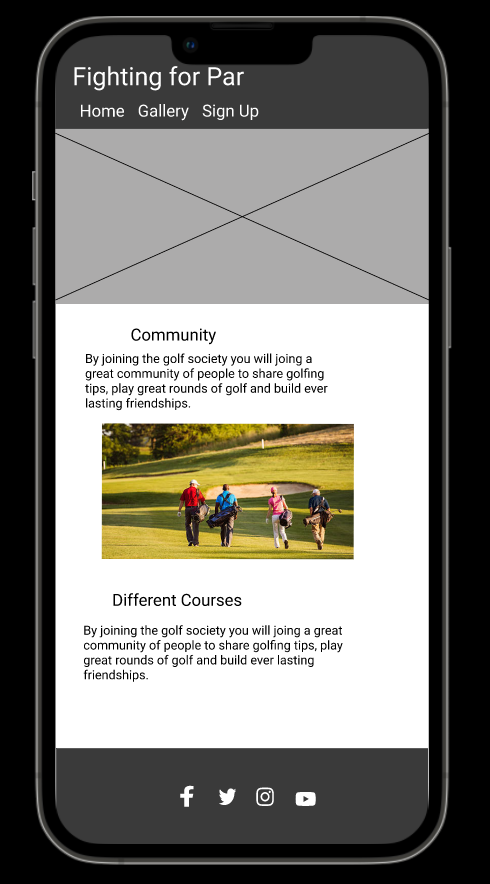 Fighting for Par
Home Gallery Sign Up
Community
By joining the golf society you will joing a
great community of people to share golfing
tips, play great rounds of golf and build ever
lasting friendships.
Different Courses
By joining the golf society you will joing a great
community of people to share golfing tips, play
great rounds of golf and build ever lasting
friendships.